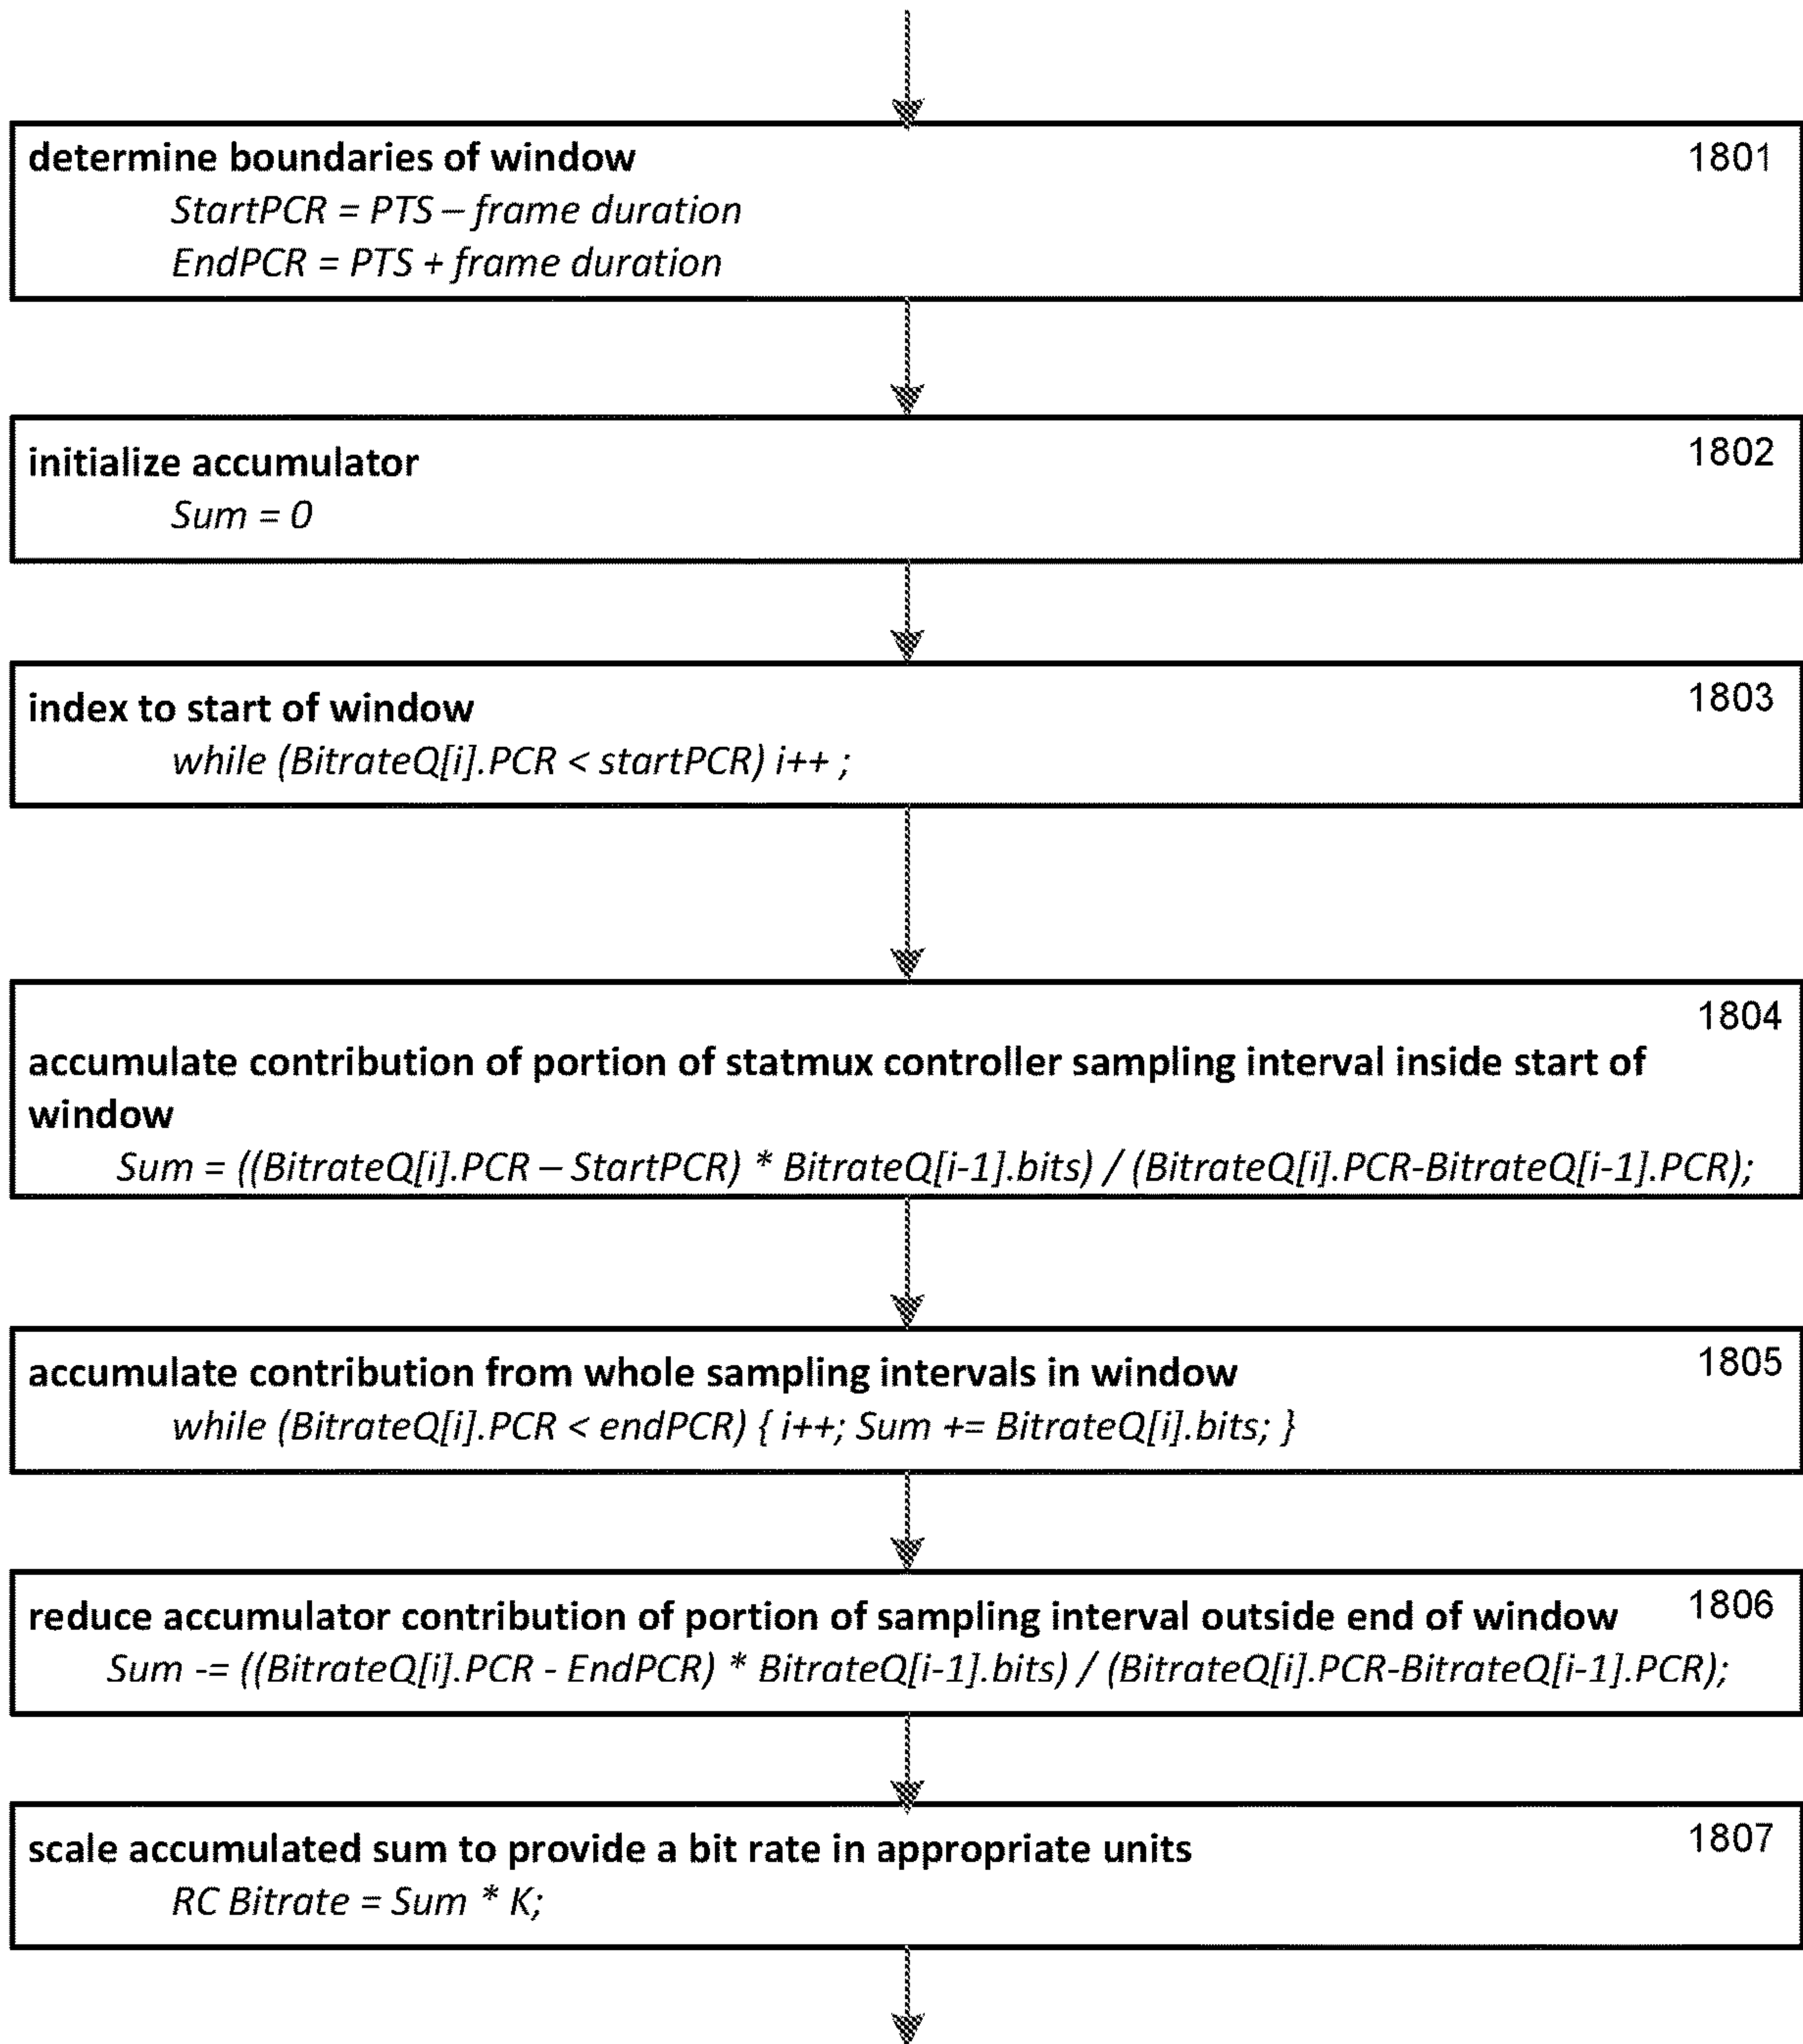 determine boundaries of window 1801
StartPCR = PTS – frame duration
EndPCR = PTS + frame duration
initialize accumulator 1802
Sum = 0
index to start of window 1803
while (BitrateQ[i].PCR < startPCR) i++ ;
1804
accumulate contribution of portion of statmux controller sampling interval inside start of
window
Sum = ((BitrateQ[i].PCR – StartPCR) * BitrateQ[i-1].bits) / (BitrateQ[i].PCR-BitrateQ[i-1].PCR);
accumulate contribution from whole sampling intervals in window 1805
while (BitrateQ[i].PCR < endPCR) { i++; Sum += BitrateQ[i].bits; }
reduce accumulator contribution of portion of sampling interval outside end of window 1806
Sum -= ((BitrateQ[i].PCR - EndPCR) * BitrateQ[i-1].bits) / (BitrateQ[i].PCR-BitrateQ[i-1].PCR);
scale accumulated sum to provide a bit rate in appropriate units 1807
RC Bitrate = Sum * K;